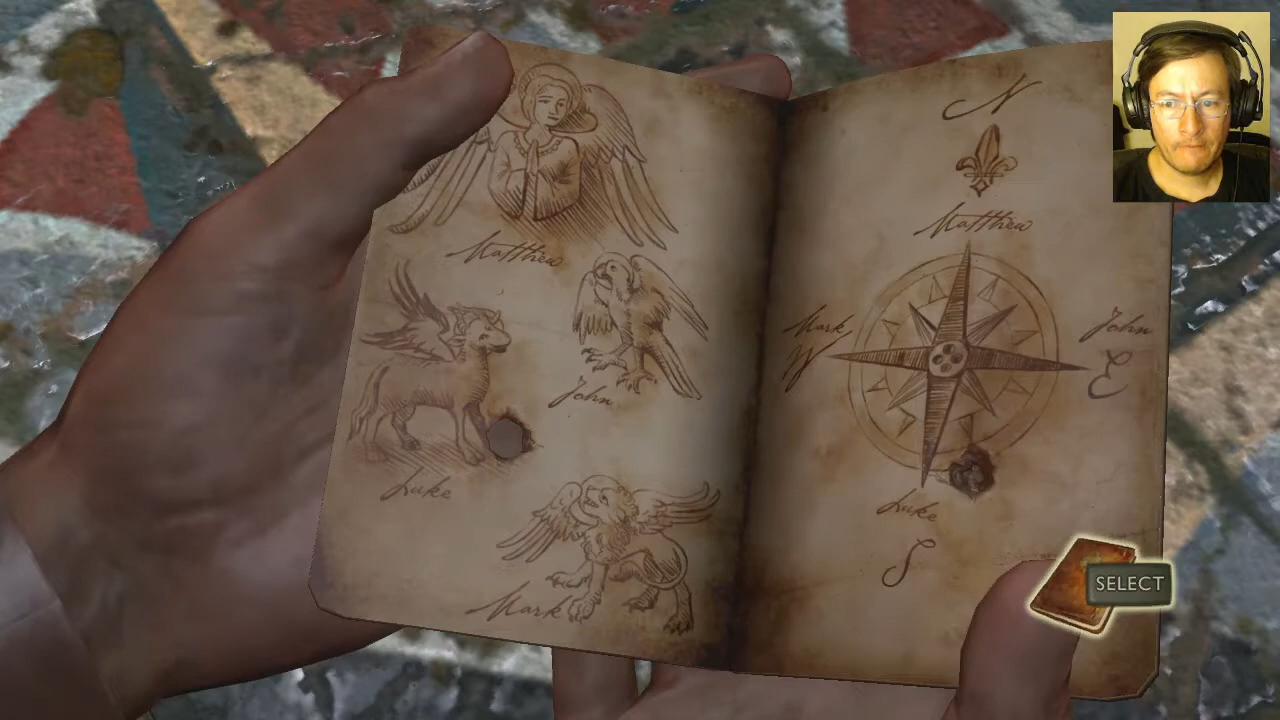 Matthew
John
Luke
Mark
N
Matthew
Mark
W
John
E
Luke
S
SELECT